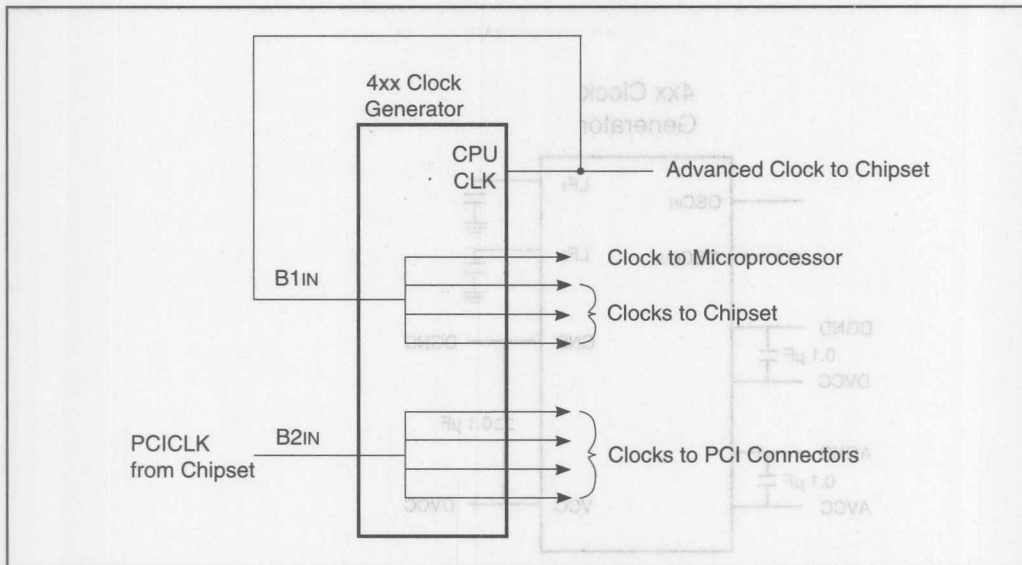 4xx Clock
Generator
CPU
CLK
Advanced Clock to Chipset
Clock to Microprocessor
B1IN
Clocks to Chipset
PCICLK
from Chipset
B2IN
Clocks to PCI Connectors